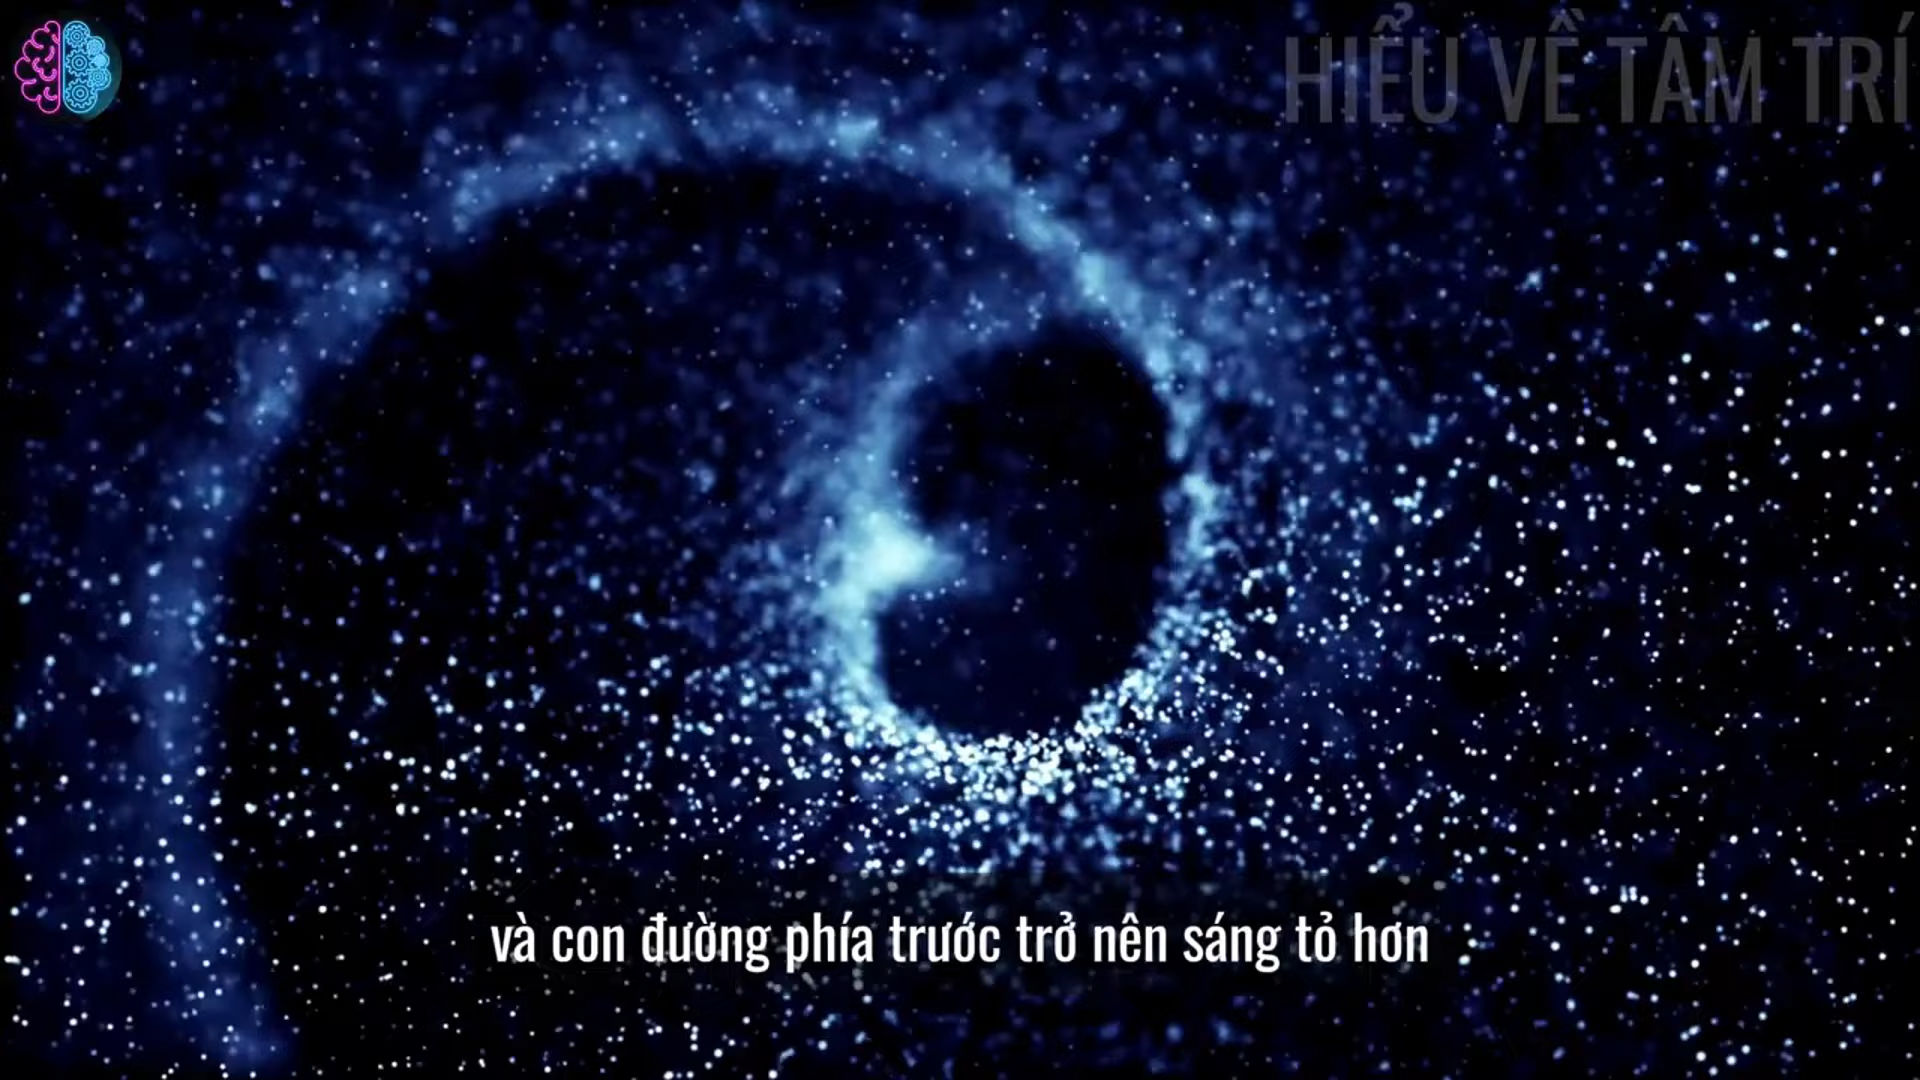 HIỂU VỀ TÂM TRÍ
và con đường phía trước trở nên sáng tỏ hơn